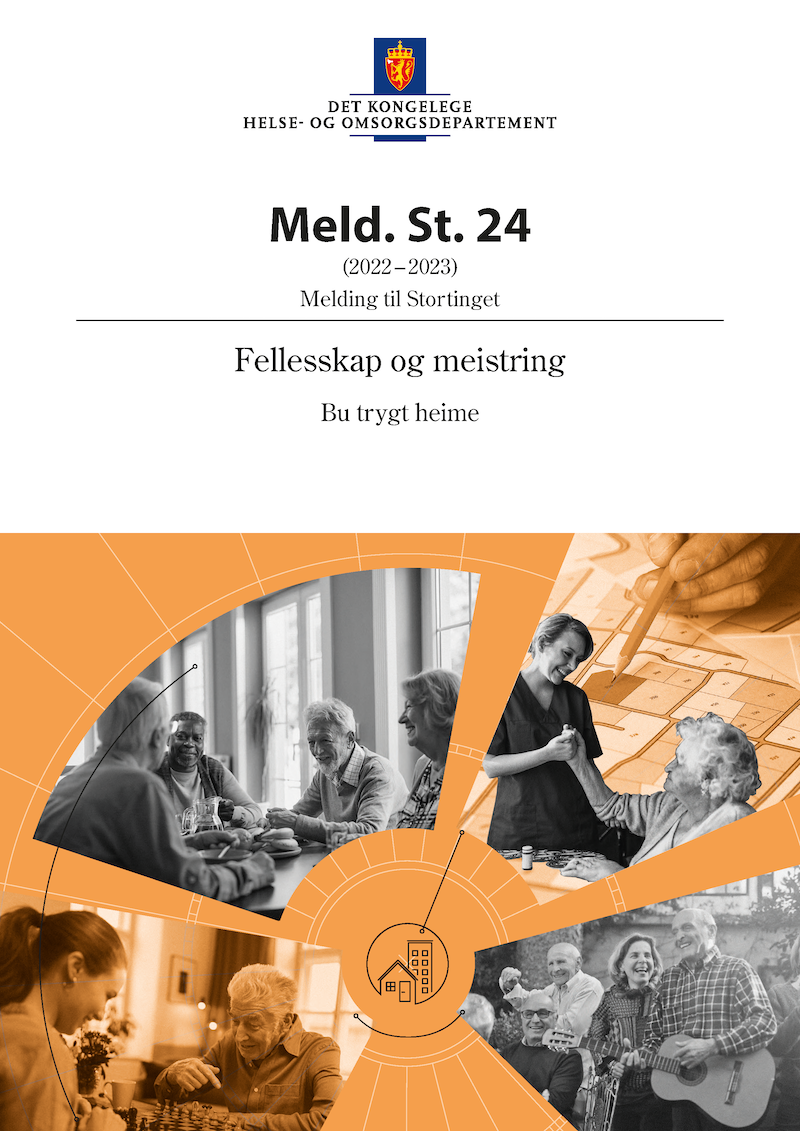 DET KONGELEGE
HELSE- OG OMSORGSDEPARTEMENT
Meld. St. 24
(2022–2023)
Melding til Stortinget
Fellesskap og meistring
Bu trygt heime